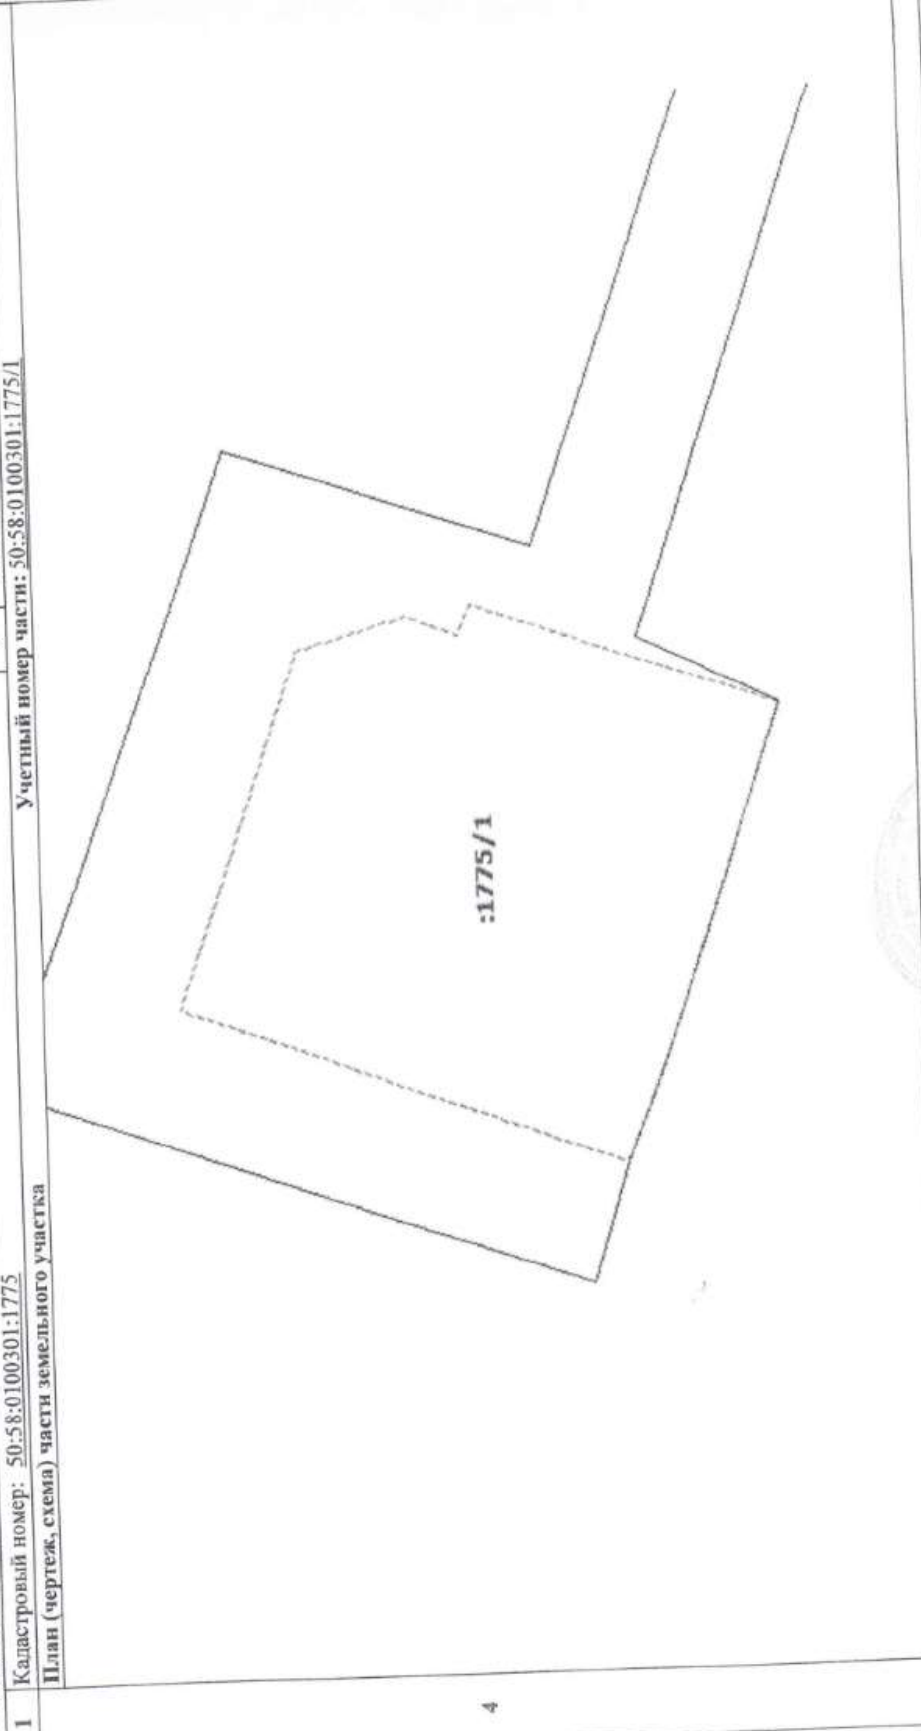 1 Кадастровый номер: 50:58:0100301:1775 Учетный номер части: 50:58:0100301:1775/1
План (чертеж, схема) части земельного участка
:1775/1
4